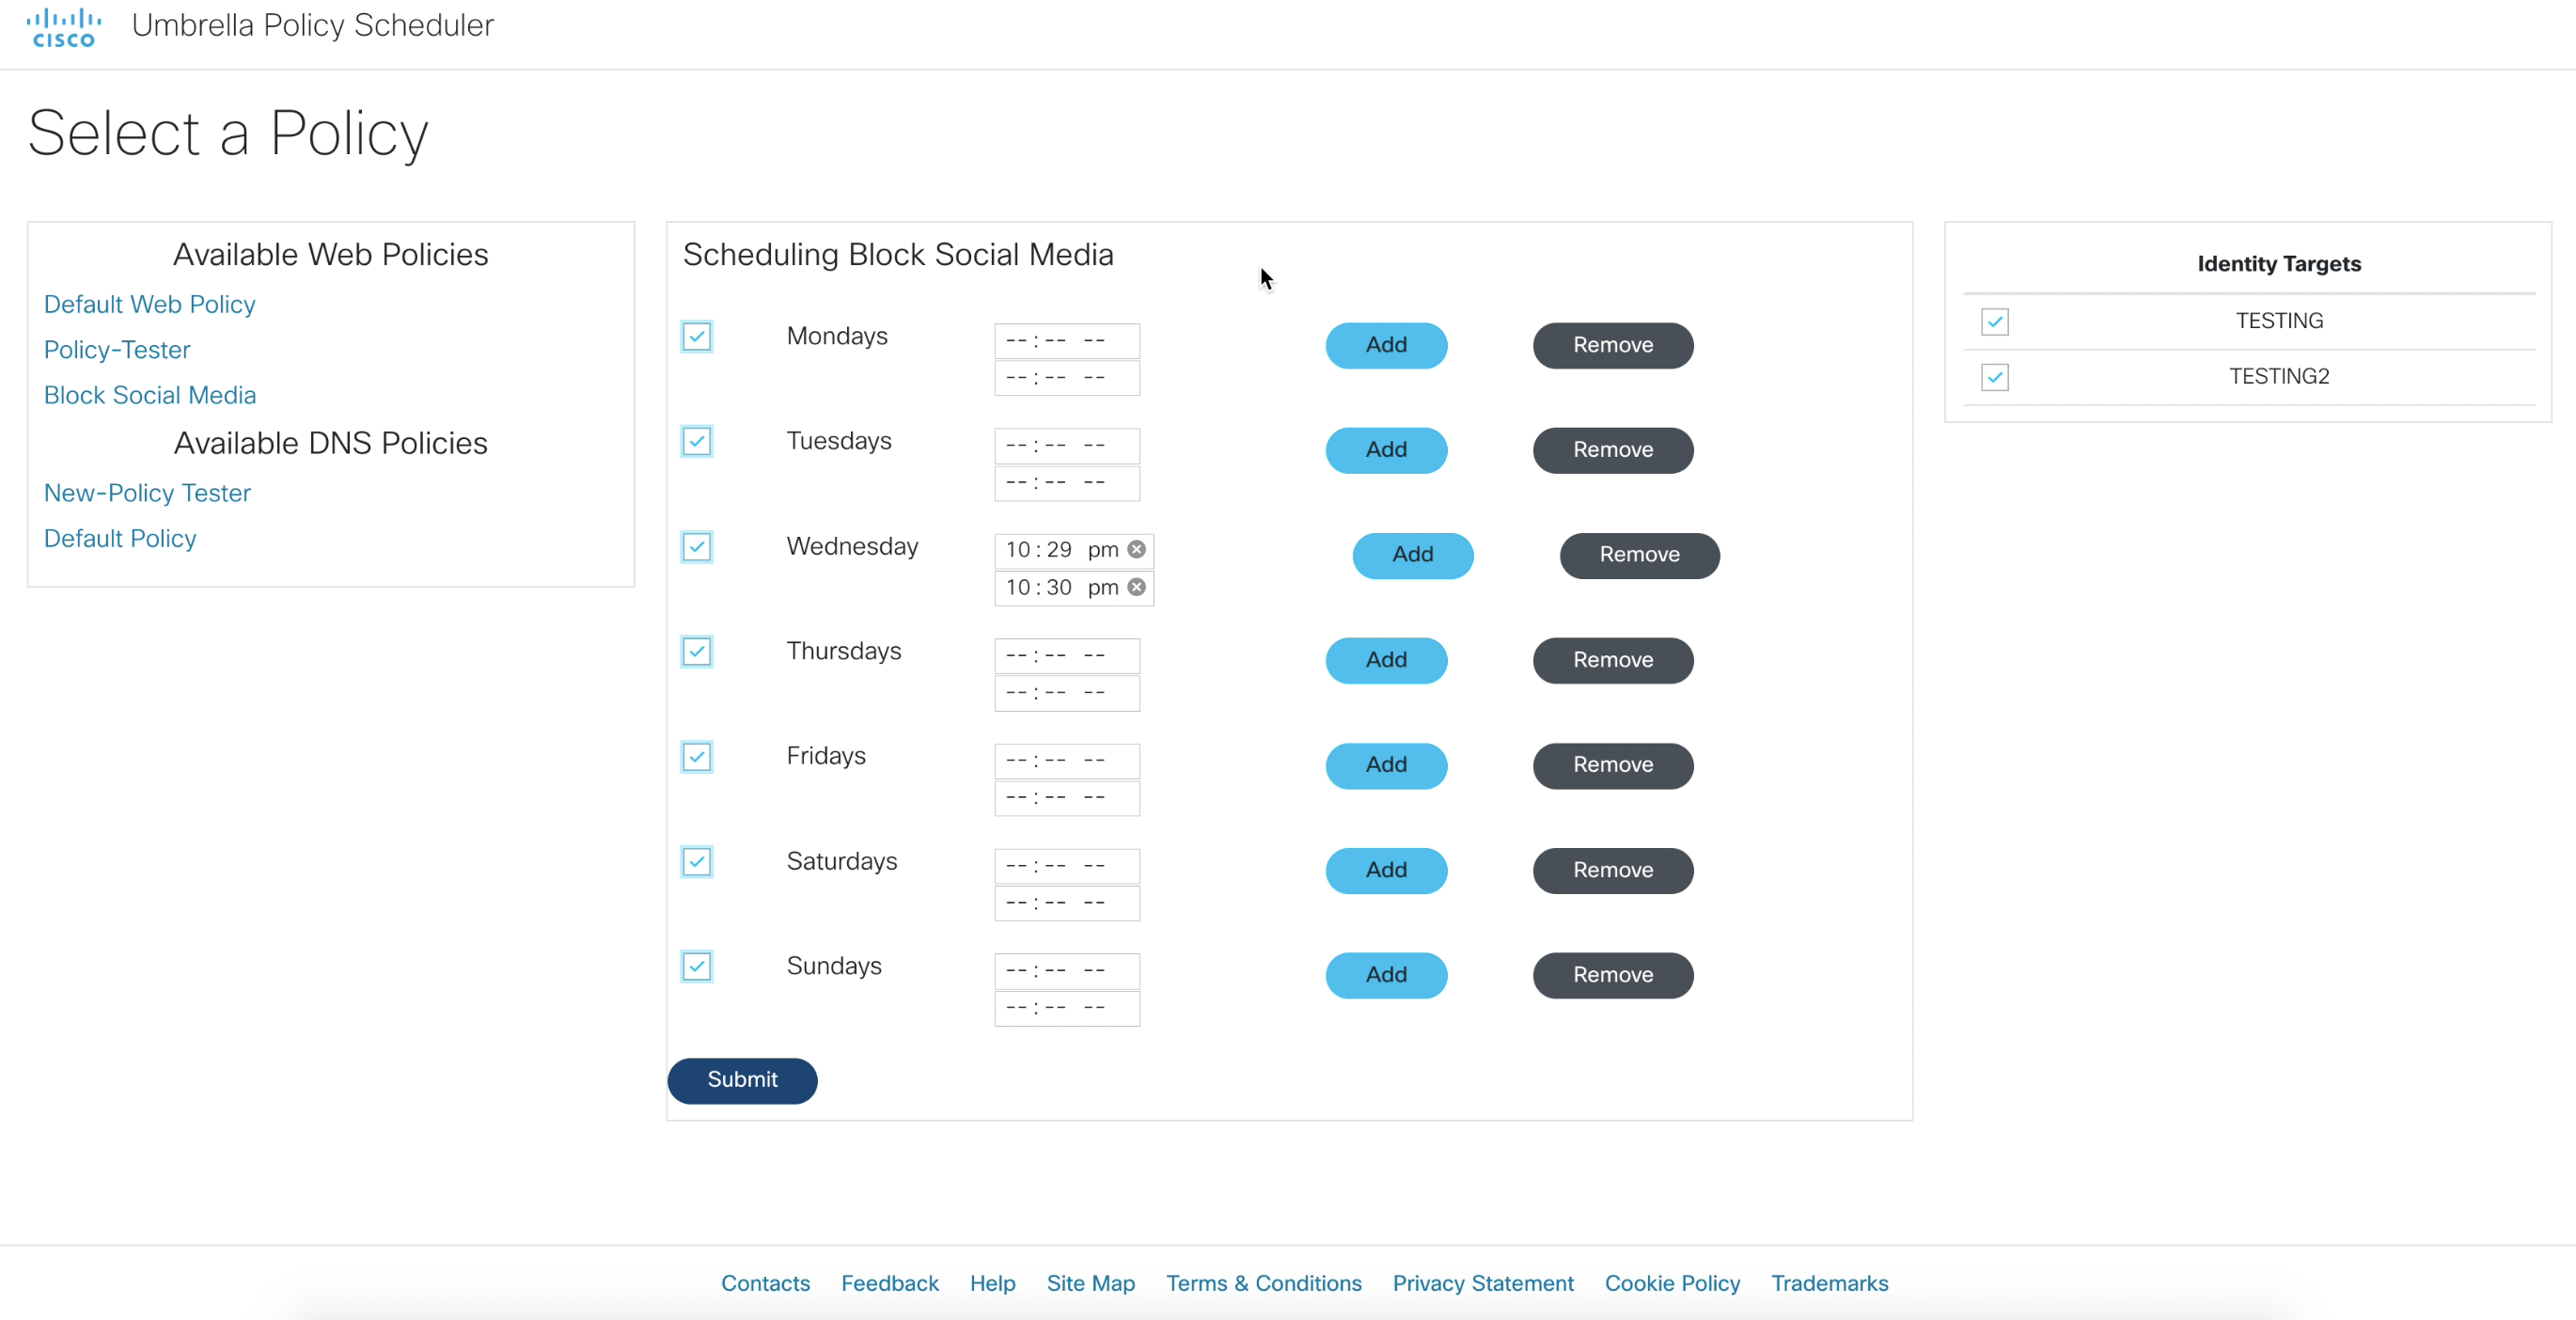 CISCO Umbrella Policy Scheduler
Select a Policy
Available Web Policies
Default Web Policy
Policy-Tester
Block Social Media
Available DNS Policies
New-Policy Tester
Default Policy
Scheduling Block Social Media
Mondays --:-- -- Add Remove
--:-- --
Tuesdays --:-- -- Add Remove
--:-- --
Wednesday 10:29 pm Add Remove
10:30 pm
Thursdays --:-- -- Add Remove
--:-- --
Fridays --:-- -- Add Remove
--:-- --
Saturdays --:-- -- Add Remove
--:-- --
Sundays --:-- -- Add Remove
--:-- --
Submit
Identity Targets
TESTING
TESTING2
Contacts Feedback Help Site Map Terms & Conditions Privacy Statement Cookie Policy Trademarks